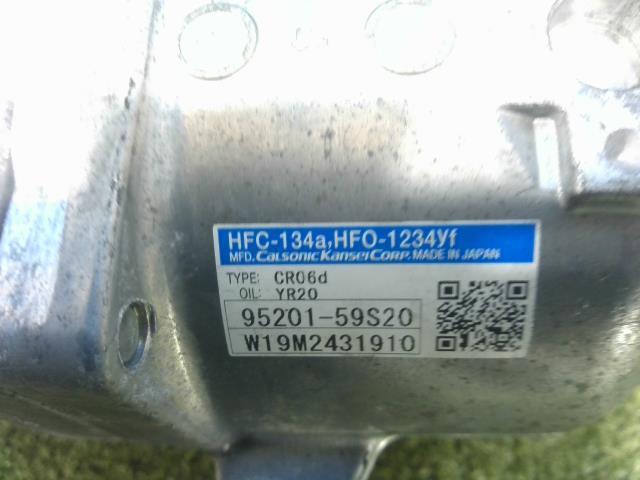 HFC-134a,HFO-1234yf
MFD. CALSONIC KANSEI CORP. MADE IN JAPAN
TYPE: CR06d
OIL: YR20
95201-59S20
W19M2431910